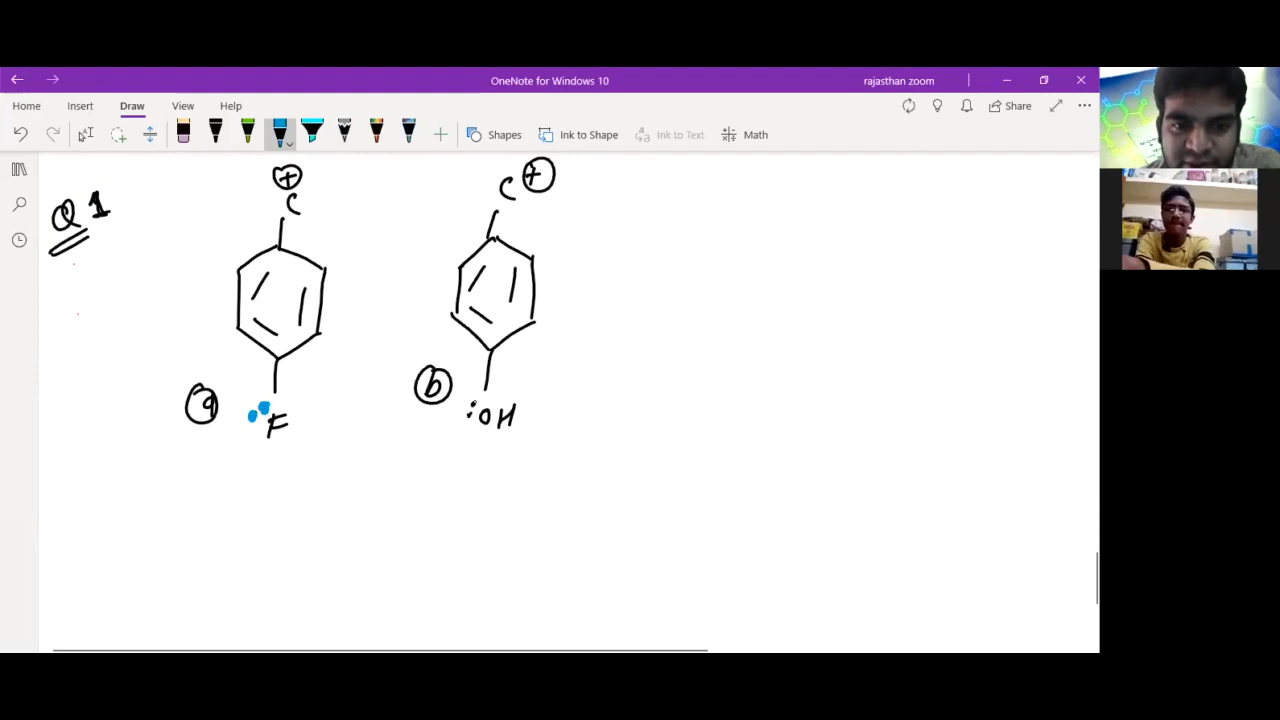 OneNote for Windows 10
rajasthan zoom
Home Insert Draw View Help
Share
Shapes Ink to Shape Ink to Text Math
Q 1
+
C
C +
a
F
b
:OH